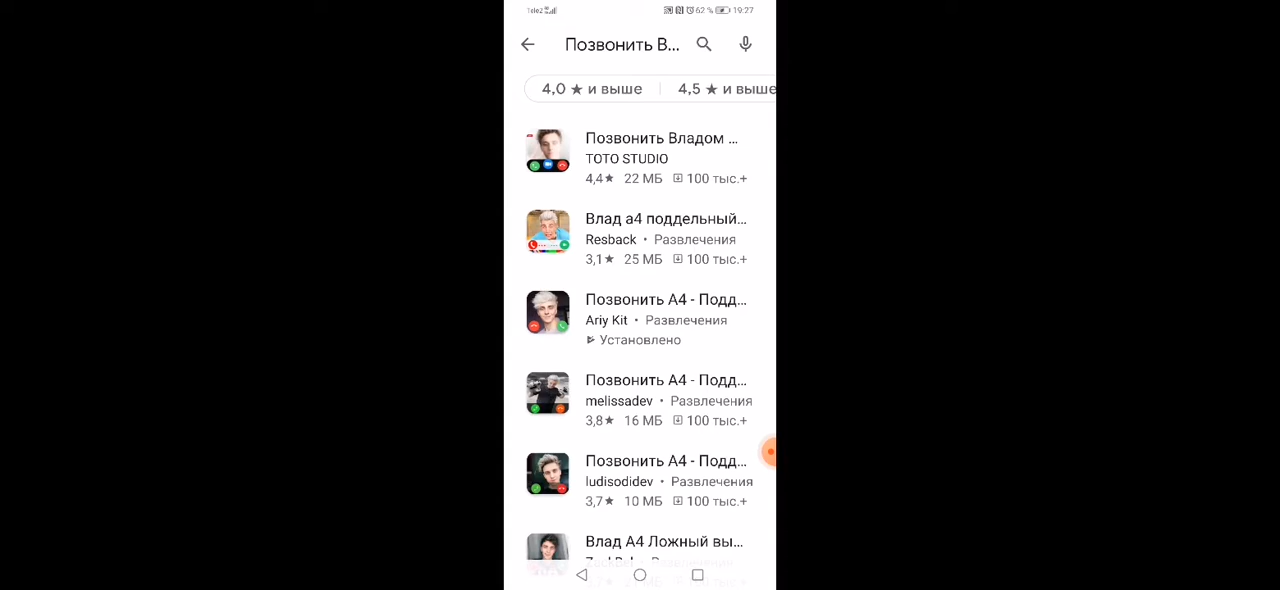 Tele2 62 % 19:27
Позвонить В...
4,0 ★ и выше 4,5 ★ и выше
Позвонить Владом ...
TOTO STUDIO
4,4★ 22 МБ 100 тыс.+
Влад а4 поддельный...
Resback • Развлечения
3,1★ 25 МБ 100 тыс.+
Позвонить А4 - Подд...
Ariy Kit • Развлечения
Установлено
Позвонить А4 - Подд...
melissadev • Развлечения
3,8★ 16 МБ 100 тыс.+
Позвонить А4 - Подд...
ludisodidev • Развлечения
3,7★ 10 МБ 100 тыс.+
Влад А4 Ложный вы...